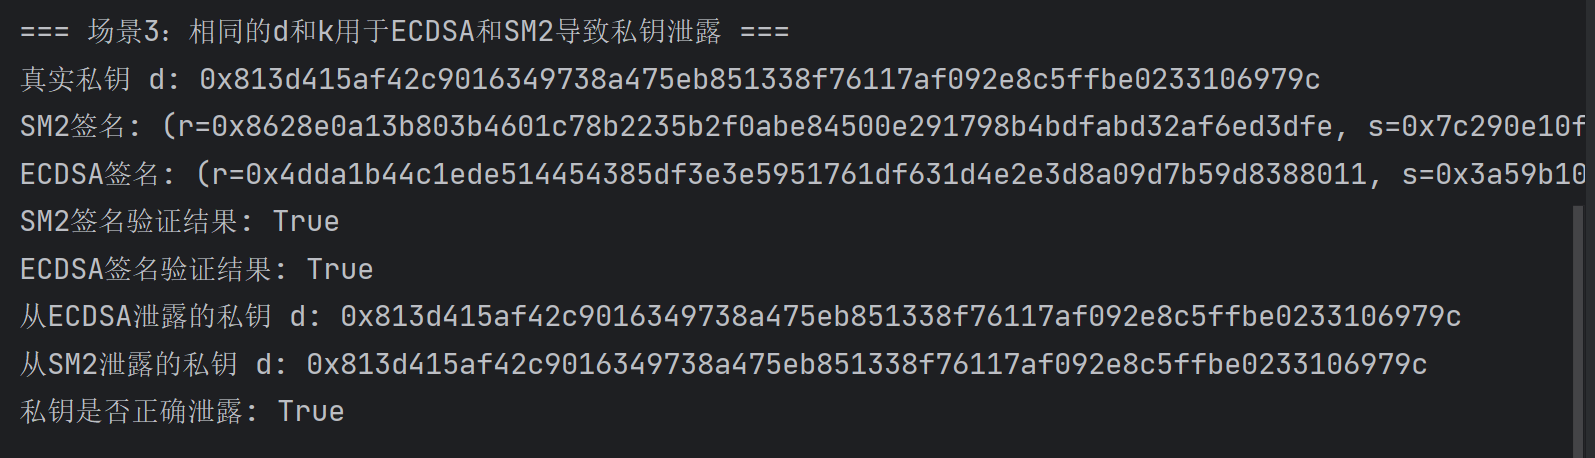 === 场景3：相同的d和k用于ECDSA和SM2导致私钥泄露 ===
真实私钥 d: 0x813d415af42c9016349738a475eb851338f76117af092e8c5ffbe0233106979c
SM2签名: (r=0x8628e0a13b803b4601c78b2235b2f0abe84500e291798b4bdfabd32af6ed3dfe, s=0x7c290e10f
ECDSA签名: (r=0x4dda1b44c1ede514454385df3e3e5951761df631d4e2e3d8a09d7b59d8388011, s=0x3a59b10
SM2签名验证结果: True
ECDSA签名验证结果: True
从ECDSA泄露的私钥 d: 0x813d415af42c9016349738a475eb851338f76117af092e8c5ffbe0233106979c
从SM2泄露的私钥 d: 0x813d415af42c9016349738a475eb851338f76117af092e8c5ffbe0233106979c
私钥是否正确泄露: True